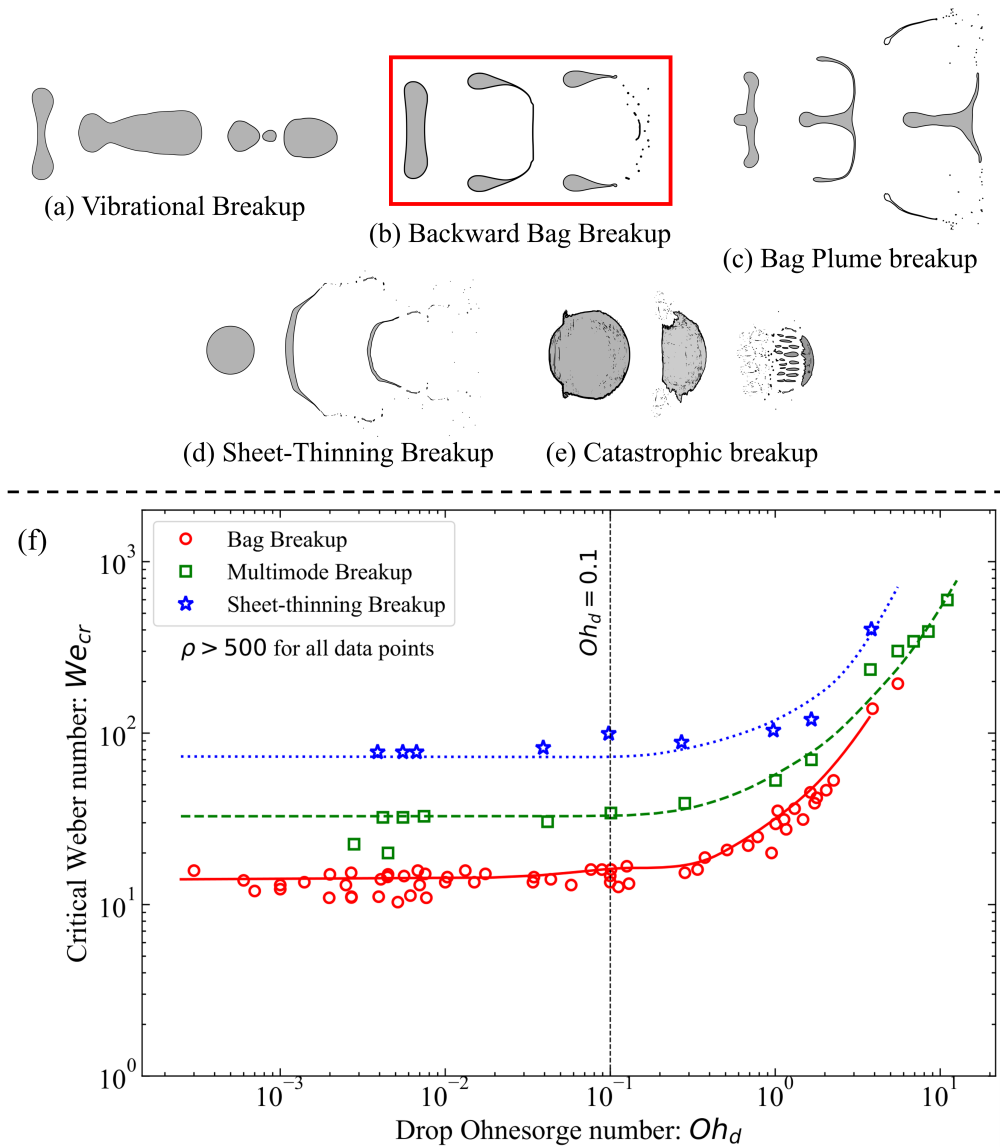 (a) Vibrational Breakup
(b) Backward Bag Breakup
(c) Bag Plume breakup
(d) Sheet-Thinning Breakup
(e) Catastrophic breakup
(f)
Bag Breakup
Multimode Breakup
Sheet-thinning Breakup
ρ > 500 for all data points
Oh_d = 0.1
Critical Weber number: We_cr
10^3
10^2
10^1
10^0
10^−3
10^−2
10^−1
10^0
10^1
Drop Ohnesorge number: Oh_d